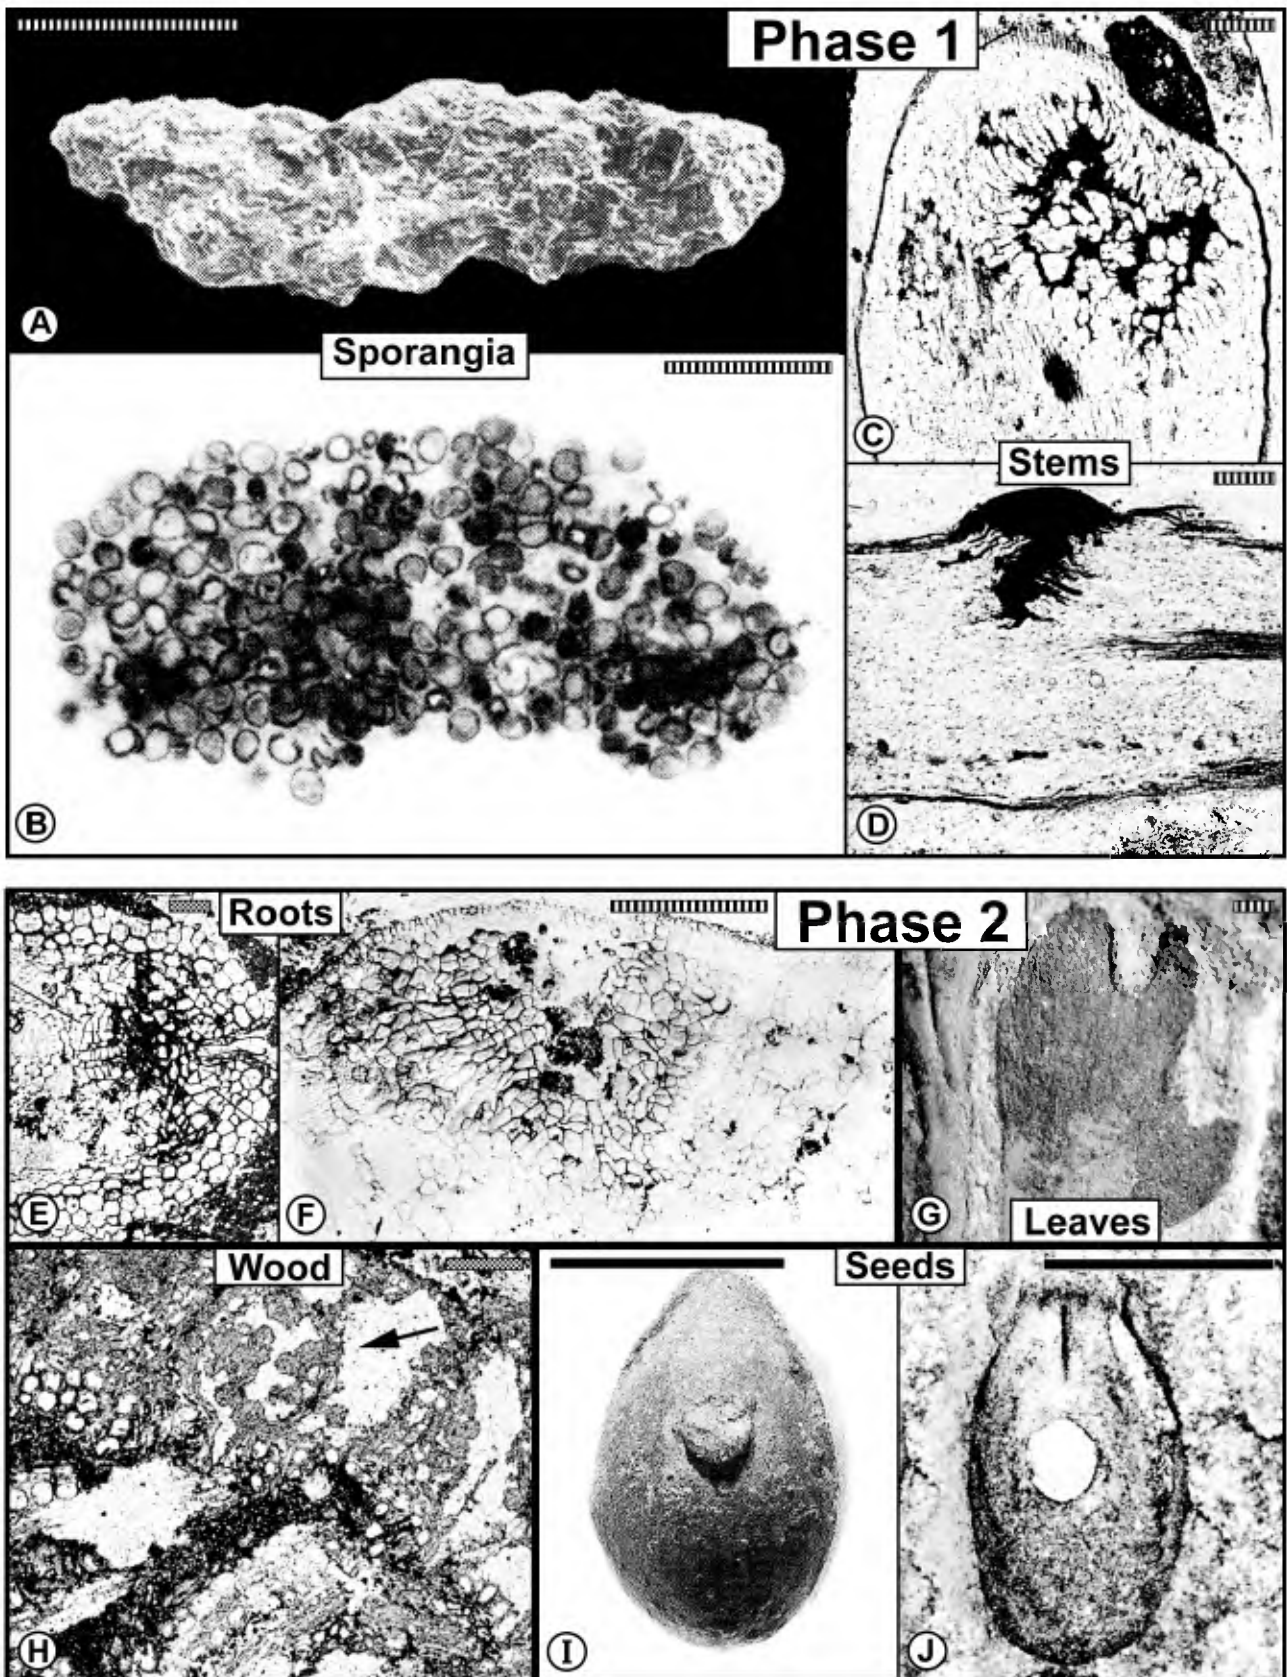 Phase 1
A
Sporangia
C
Stems
B
D
Roots
Phase 2
E
F
G
Leaves
Wood
Seeds
H
I
J